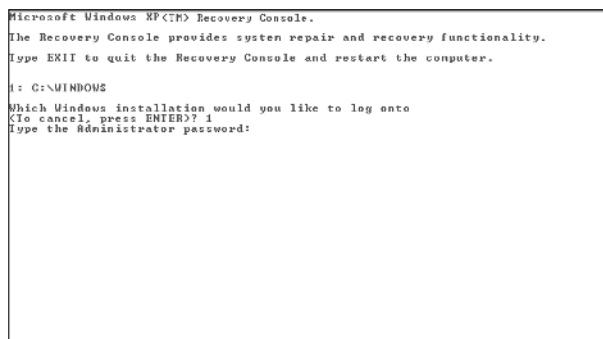 Microsoft Windows XP(TM) Recovery Console.
The Recovery Console provides system repair and recovery functionality.
Type EXIT to quit the Recovery Console and restart the computer.
1: C:\WINDOWS
Which Windows installation would you like to log onto
(To cancel, press ENTER)? 1
Type the Administrator password: